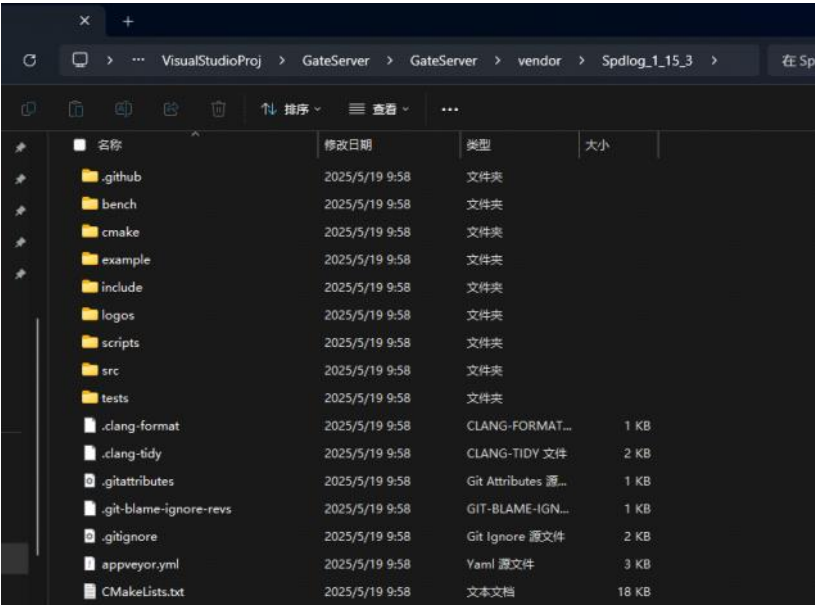 VisualStudioProj > GateServer > GateServer > vendor > Spdlog_1_15_3 > 在 Sp
排序 查看 ...
名称 修改日期 类型 大小
.github 2025/5/19 9:58 文件夹
bench 2025/5/19 9:58 文件夹
cmake 2025/5/19 9:58 文件夹
example 2025/5/19 9:58 文件夹
include 2025/5/19 9:58 文件夹
logos 2025/5/19 9:58 文件夹
scripts 2025/5/19 9:58 文件夹
src 2025/5/19 9:58 文件夹
tests 2025/5/19 9:58 文件夹
.clang-format 2025/5/19 9:58 CLANG-FORMAT... 1 KB
.clang-tidy 2025/5/19 9:58 CLANG-TIDY 文件 2 KB
.gitattributes 2025/5/19 9:58 Git Attributes 源... 1 KB
.git-blame-ignore-revs 2025/5/19 9:58 GIT-BLAME-IGN... 1 KB
.gitignore 2025/5/19 9:58 Git Ignore 源文件 2 KB
appveyor.yml 2025/5/19 9:58 Yaml 源文件 3 KB
CMakeLists.txt 2025/5/19 9:58 文本文档 18 KB